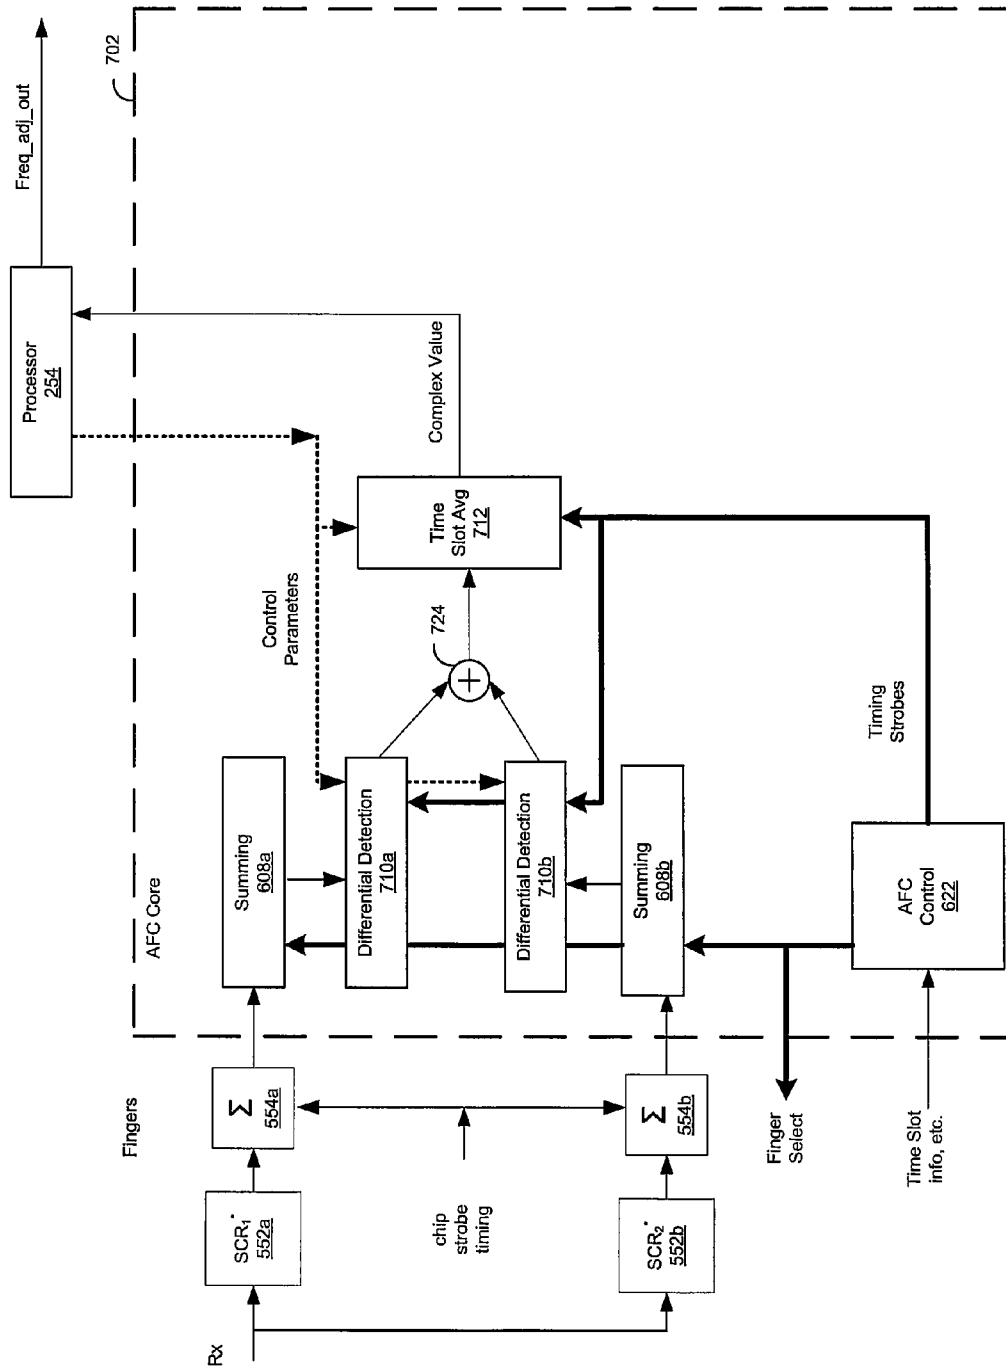 Rx
SCR1*
552a
SCR2*
552b
Fingers
Σ
554a
Σ
554b
chip
strobe
timing
AFC Core
Summing
608a
Differential Detection
710a
Differential Detection
710b
Summing
608b
Finger
Select
Time Slot
info, etc.
AFC
Control
622
Timing
Strobes
Control
Parameters
+
724
Time
Slot Avg
712
Complex Value
Processor
254
Freq_adj_out
702